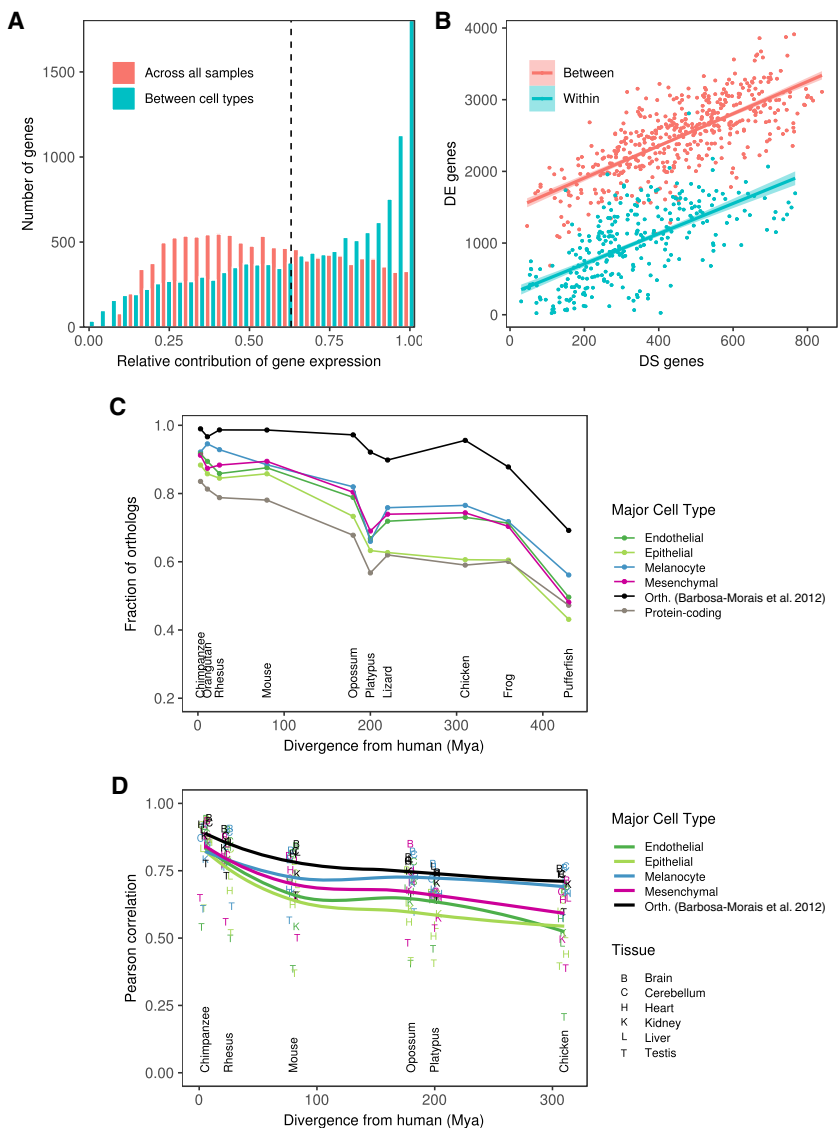 A
Number of genes
1500
1000
500
0
0.00
0.25
0.50
0.75
1.00
Relative contribution of gene expression
Across all samples
Between cell types
B
DE genes
4000
3000
2000
1000
0
0
200
400
600
800
DS genes
Between
Within
C
Fraction of orthologs
1.0
0.8
0.6
0.4
0.2
Chimpanzee
Orangutan
Rhesus
Mouse
Opossum
Platypus
Lizard
Chicken
Frog
Pufferfish
0
100
200
300
400
Divergence from human (Mya)
Major Cell Type
Endothelial
Epithelial
Melanocyte
Mesenchymal
Orth. (Barbosa-Morais et al. 2012)
Protein-coding
D
Pearson correlation
1.00
0.75
0.50
0.25
0.00
Chimpanzee
Rhesus
Mouse
Opossum
Platypus
Chicken
0
100
200
300
Divergence from human (Mya)
Major Cell Type
Endothelial
Epithelial
Melanocyte
Mesenchymal
Orth. (Barbosa-Morais et al. 2012)
Tissue
B Brain
C Cerebellum
H Heart
K Kidney
L Liver
T Testis